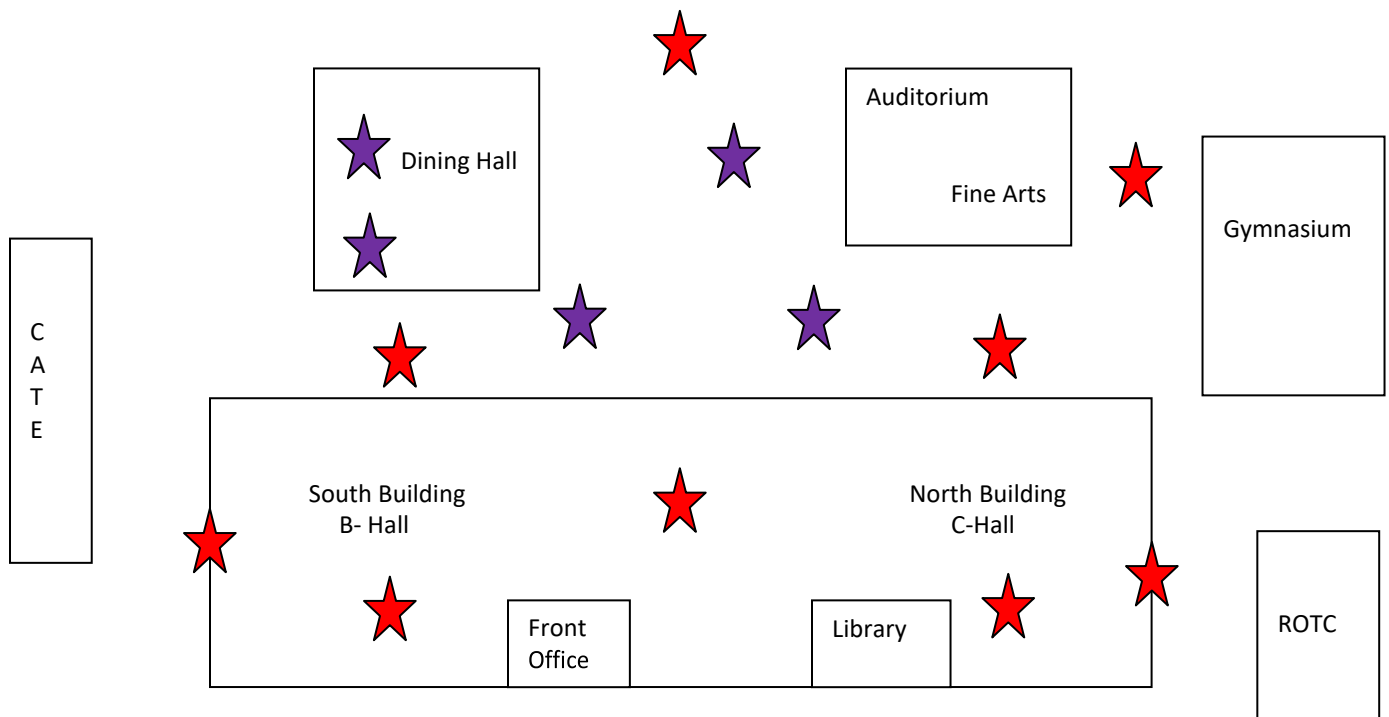 Auditorium
Dining Hall
Fine Arts
Gymnasium
C
A
T
E
South Building
B- Hall
North Building
C-Hall
Front
Office
Library
ROTC